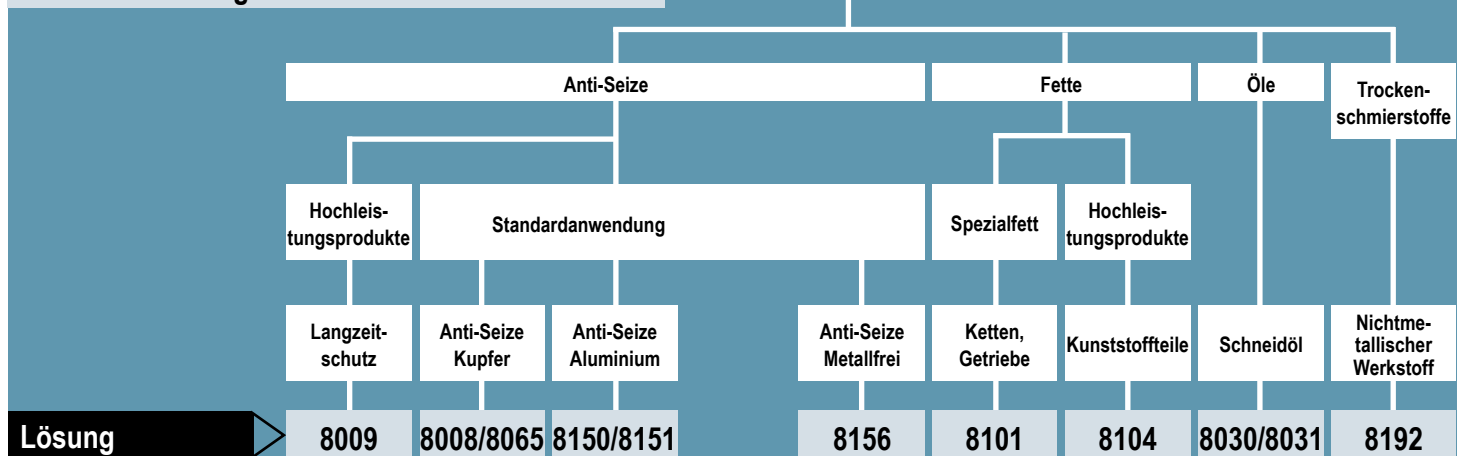 Anti-Seize
Fette
Öle
Trocken-
schmierstoffe
Hochleis-
tungsprodukte
Standardanwendung
Spezialfett
Hochleis-
tungsprodukte
Langzeit-
schutz
Anti-Seize
Kupfer
Anti-Seize
Aluminium
Anti-Seize
Metallfrei
Ketten,
Getriebe
Kunststoffteile
Schneidöl
Nichtme-
tallischer
Werkstoff
Lösung
8009
8008/8065
8150/8151
8156
8101
8104
8030/8031
8192